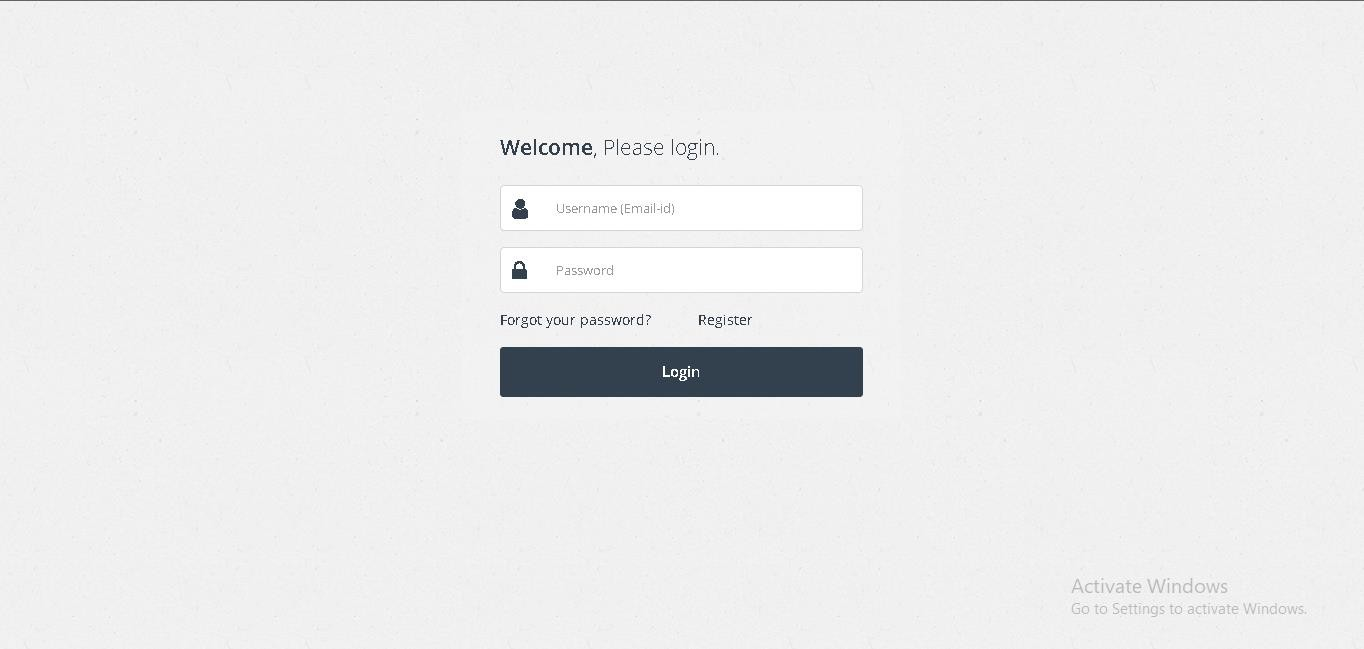 Welcome, Please login.
Username (Email-id)
Password
Forgot your password? Register
Login
Activate Windows
Go to Settings to activate Windows.